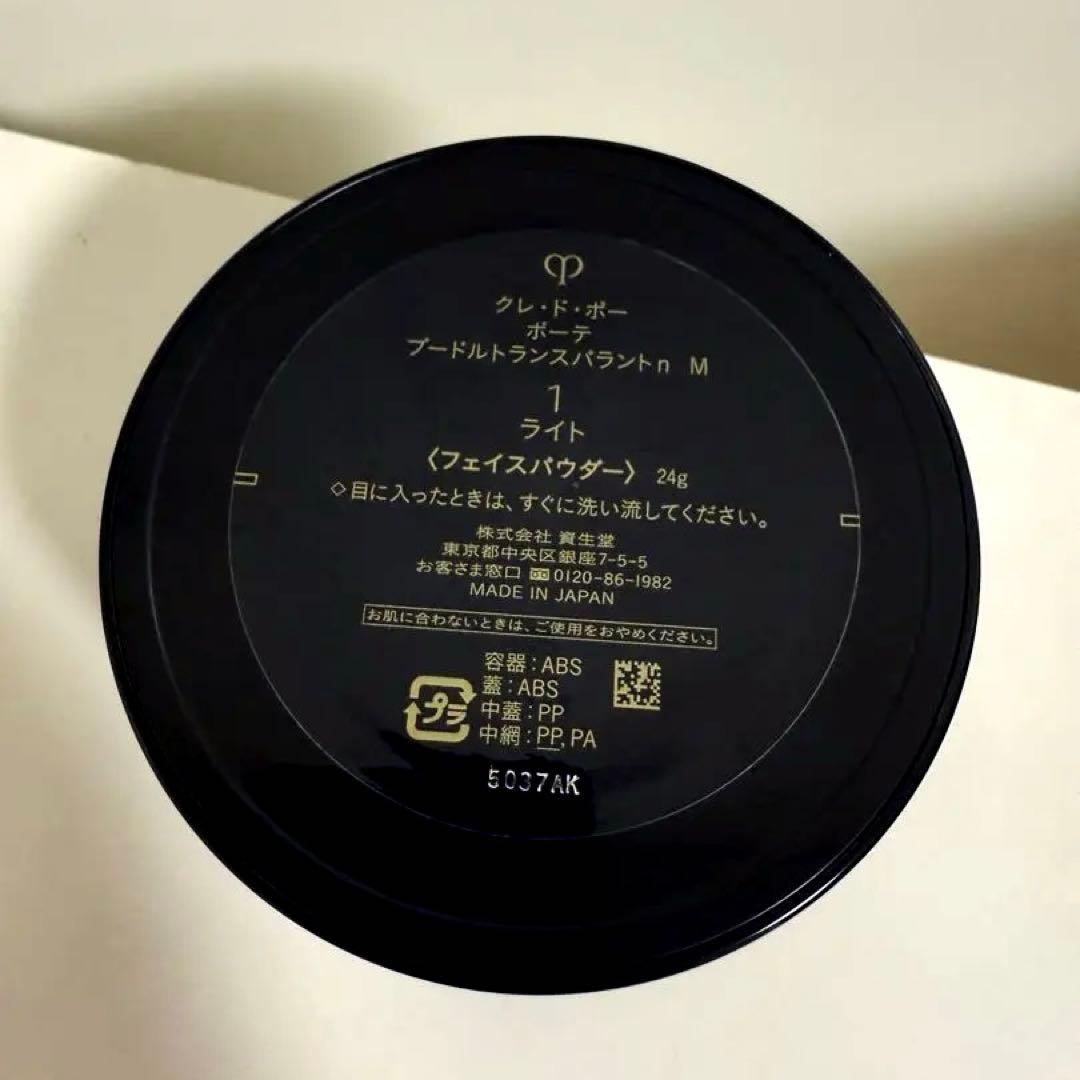 クレ・ド・ポー
ボーテ
プードルトランスパラントn M
1
ライト
〈フェイスパウダー〉 24g
◇目に入ったときは、すぐに洗い流してください。
株式会社 資生堂
東京都中央区銀座7-5-5
お客さま窓口 0120-86-1982
MADE IN JAPAN
お肌に合わないときは、ご使用をおやめください。
プラ
容器:ABS
蓋:ABS
中蓋:PP
中網:PP,PA
5037AK